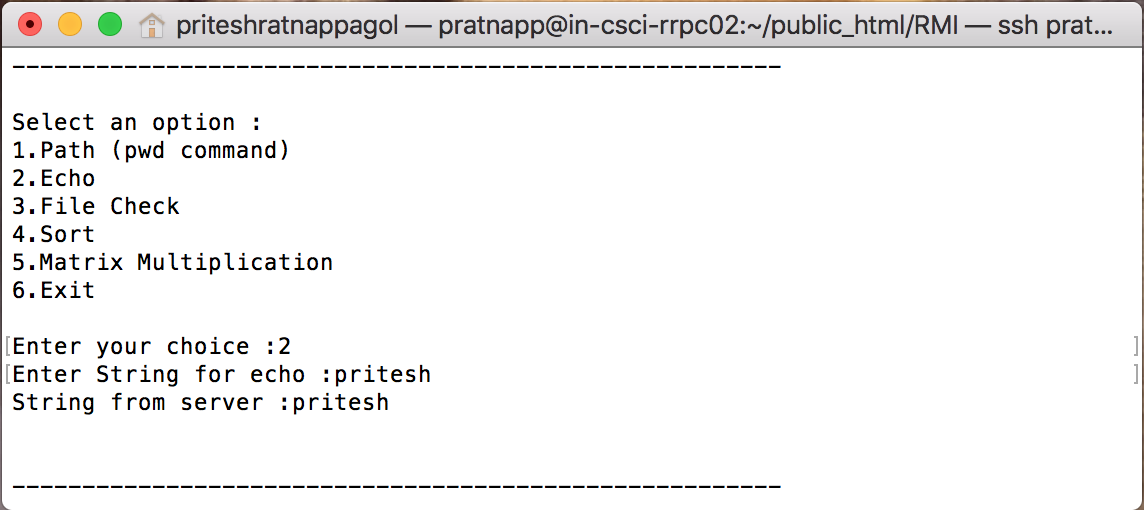 priteshratnappagol — pratnapp@in-csci-rrpc02:~/public_html/RMI — ssh prat...
-------------------------------------------------------
Select an option :
1.Path (pwd command)
2.Echo
3.File Check
4.Sort
5.Matrix Multiplication
6.Exit
[Enter your choice :2 ]
[Enter String for echo :pritesh ]
String from server :pritesh
-------------------------------------------------------